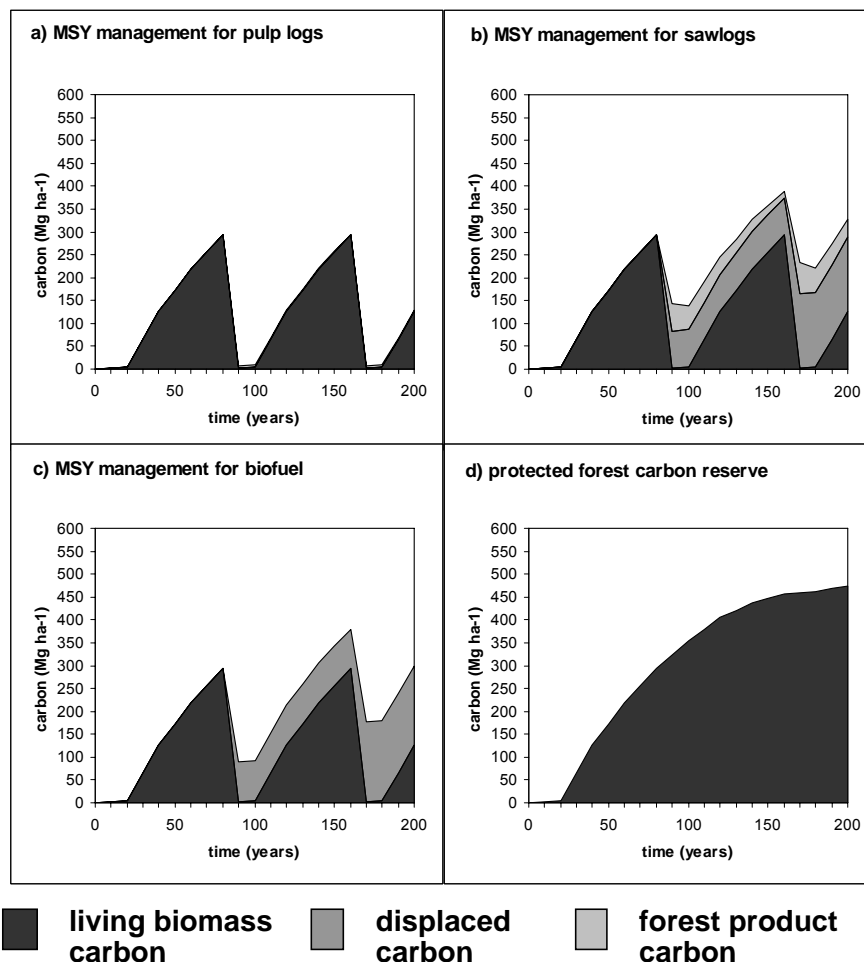 a) MSY management for pulp logs
600
550
500
450
400
350
300
250
200
150
100
50
0
carbon (Mg ha-1)
0 50 100 150 200
time (years)
b) MSY management for sawlogs
600
550
500
450
400
350
300
250
200
150
100
50
0
carbon (Mg ha-1)
0 50 100 150 200
time (years)
c) MSY management for biofuel
600
550
500
450
400
350
300
250
200
150
100
50
0
carbon (Mg ha-1)
0 50 100 150 200
time (years)
d) protected forest carbon reserve
600
550
500
450
400
350
300
250
200
150
100
50
0
carbon (Mg ha-1)
0 50 100 150 200
time (years)
living biomass
carbon
displaced
carbon
forest product
carbon